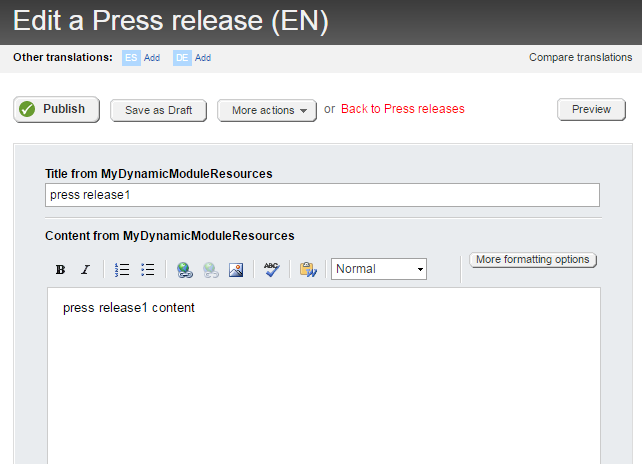 Edit a Press release (EN)
Other translations: ES Add DE Add Compare translations
Publish Save as Draft More actions or Back to Press releases Preview
Title from MyDynamicModuleResources
press release1
Content from MyDynamicModuleResources
B I ABC W Normal More formatting options
press release1 content